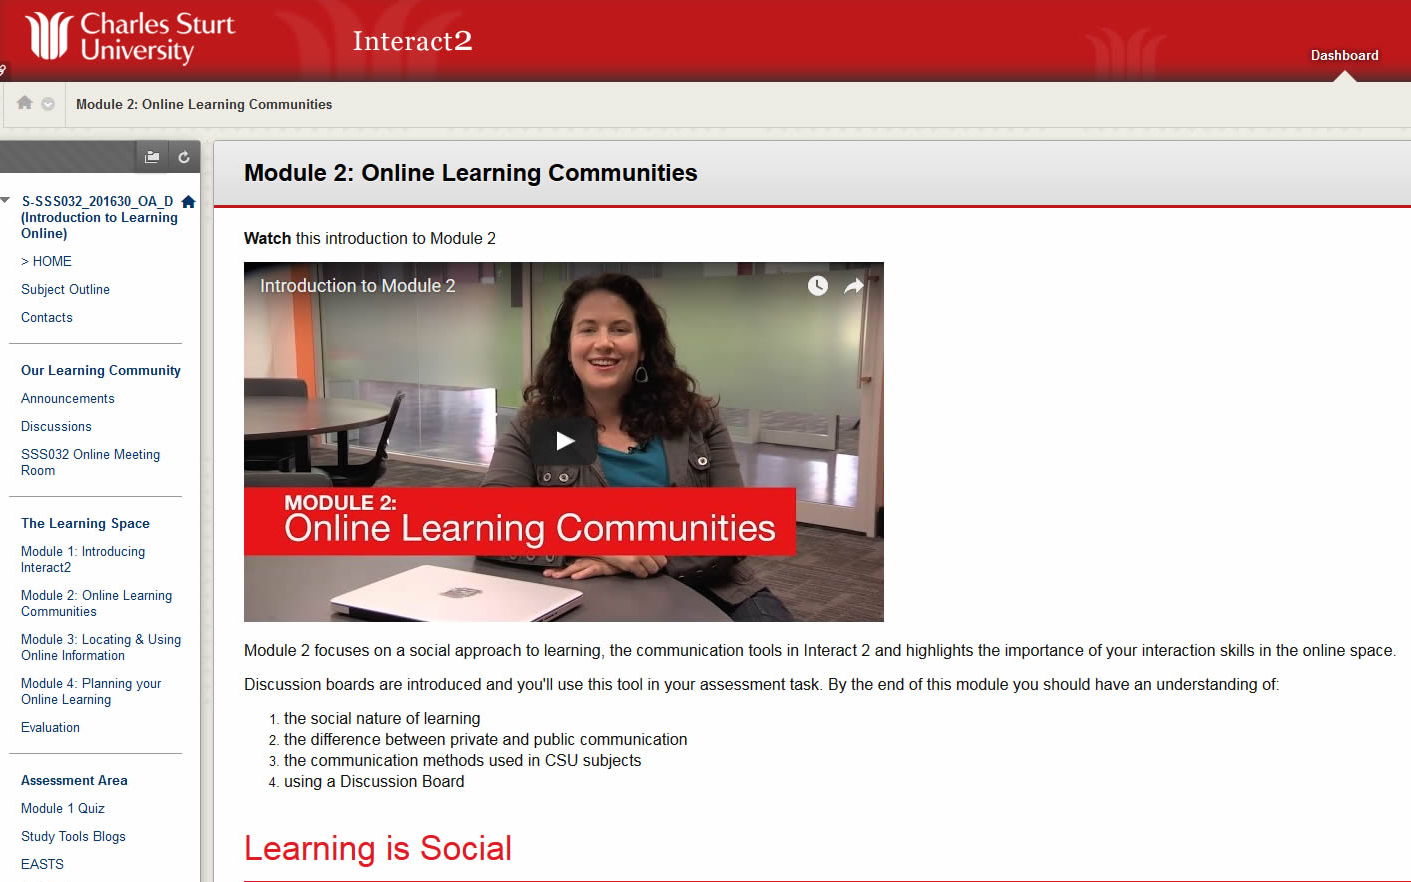 Charles Sturt
University
Interact2
Dashboard
Module 2: Online Learning Communities
S-SSS032_201630_OA_D
(Introduction to Learning
Online)
> HOME
Subject Outline
Contacts
Our Learning Community
Announcements
Discussions
SSS032 Online Meeting
Room
The Learning Space
Module 1: Introducing
Interact2
Module 2: Online Learning
Communities
Module 3: Locating & Using
Online Information
Module 4: Planning your
Online Learning
Evaluation
Assessment Area
Module 1 Quiz
Study Tools Blogs
EASTS
Module 2: Online Learning Communities
Watch this introduction to Module 2
Introduction to Module 2
MODULE 2:
Online Learning Communities
Module 2 focuses on a social approach to learning, the communication tools in Interact 2 and highlights the importance of your interaction skills in the online space.
Discussion boards are introduced and you'll use this tool in your assessment task. By the end of this module you should have an understanding of:
1. the social nature of learning
2. the difference between private and public communication
3. the communication methods used in CSU subjects
4. using a Discussion Board
Learning is Social